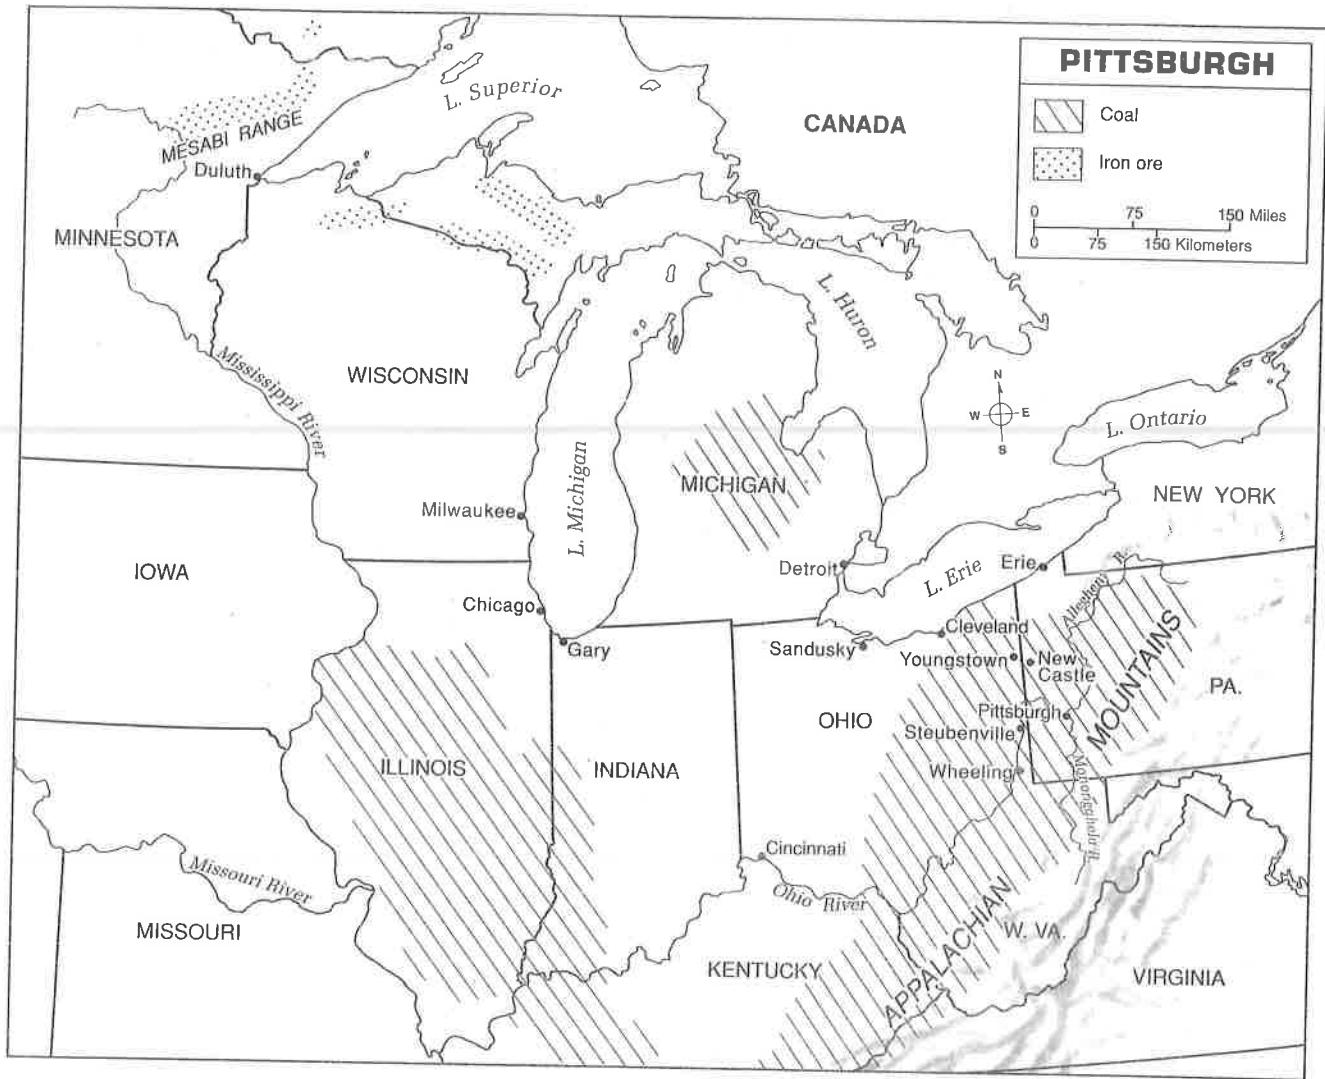 PITTSBURGH
Coal
Iron ore
0 75 150 Miles
0 75 150 Kilometers
L. Superior
CANADA
MESABI RANGE
Duluth
MINNESOTA
L. Huron
Mississippi River
WISCONSIN
N
W E
S
L. Ontario
L. Michigan
MICHIGAN
NEW YORK
Milwaukee
IOWA
Detroit
L. Erie
Erie
Allegheny R.
Chicago
Gary
Sandusky
Cleveland
Youngstown
New
Castle
MOUNTAINS
PA.
Pittsburgh
OHIO
Steubenville
ILLINOIS
INDIANA
Wheeling
Monongahela R.
Cincinnati
Missouri River
Ohio River
MISSOURI
W. VA.
KENTUCKY
APPALACHIAN
VIRGINIA